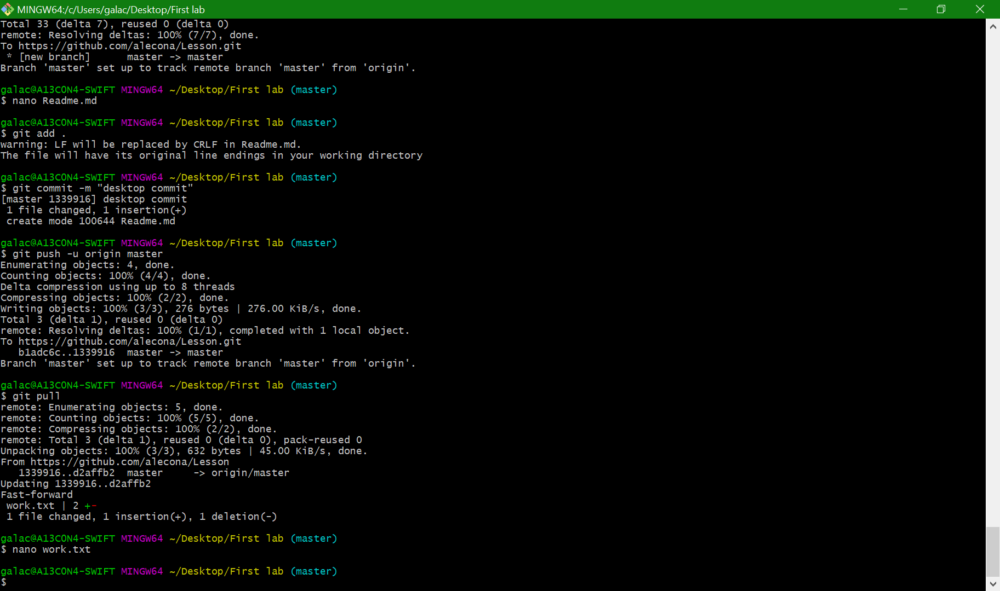 MINGW64:/c/Users/galac/Desktop/First lab
Total 33 (delta 7), reused 0 (delta 0)
remote: Resolving deltas: 100% (7/7), done.
To https://github.com/alecona/Lesson.git
 * [new branch]      master -> master
Branch 'master' set up to track remote branch 'master' from 'origin'.

galac@A13CON4-SWIFT MINGW64 ~/Desktop/First lab (master)
$ nano Readme.md

galac@A13CON4-SWIFT MINGW64 ~/Desktop/First lab (master)
$ git add .
warning: LF will be replaced by CRLF in Readme.md.
The file will have its original line endings in your working directory

galac@A13CON4-SWIFT MINGW64 ~/Desktop/First lab (master)
$ git commit -m "desktop commit"
[master 1339916] desktop commit
 1 file changed, 1 insertion(+)
 create mode 100644 Readme.md

galac@A13CON4-SWIFT MINGW64 ~/Desktop/First lab (master)
$ git push -u origin master
Enumerating objects: 4, done.
Counting objects: 100% (4/4), done.
Delta compression using up to 8 threads
Compressing objects: 100% (2/2), done.
Writing objects: 100% (3/3), 276 bytes | 276.00 KiB/s, done.
Total 3 (delta 1), reused 0 (delta 0)
remote: Resolving deltas: 100% (1/1), completed with 1 local object.
To https://github.com/alecona/Lesson.git
   b1adc6c..1339916  master -> master
Branch 'master' set up to track remote branch 'master' from 'origin'.

galac@A13CON4-SWIFT MINGW64 ~/Desktop/First lab (master)
$ git pull
remote: Enumerating objects: 5, done.
remote: Counting objects: 100% (5/5), done.
remote: Compressing objects: 100% (2/2), done.
remote: Total 3 (delta 1), reused 0 (delta 0), pack-reused 0
Unpacking objects: 100% (3/3), 632 bytes | 45.00 KiB/s, done.
From https://github.com/alecona/Lesson
   1339916..d2affb2  master     -> origin/master
Updating 1339916..d2affb2
Fast-forward
 work.txt | 2 +-
 1 file changed, 1 insertion(+), 1 deletion(-)

galac@A13CON4-SWIFT MINGW64 ~/Desktop/First lab (master)
$ nano work.txt

galac@A13CON4-SWIFT MINGW64 ~/Desktop/First lab (master)
$